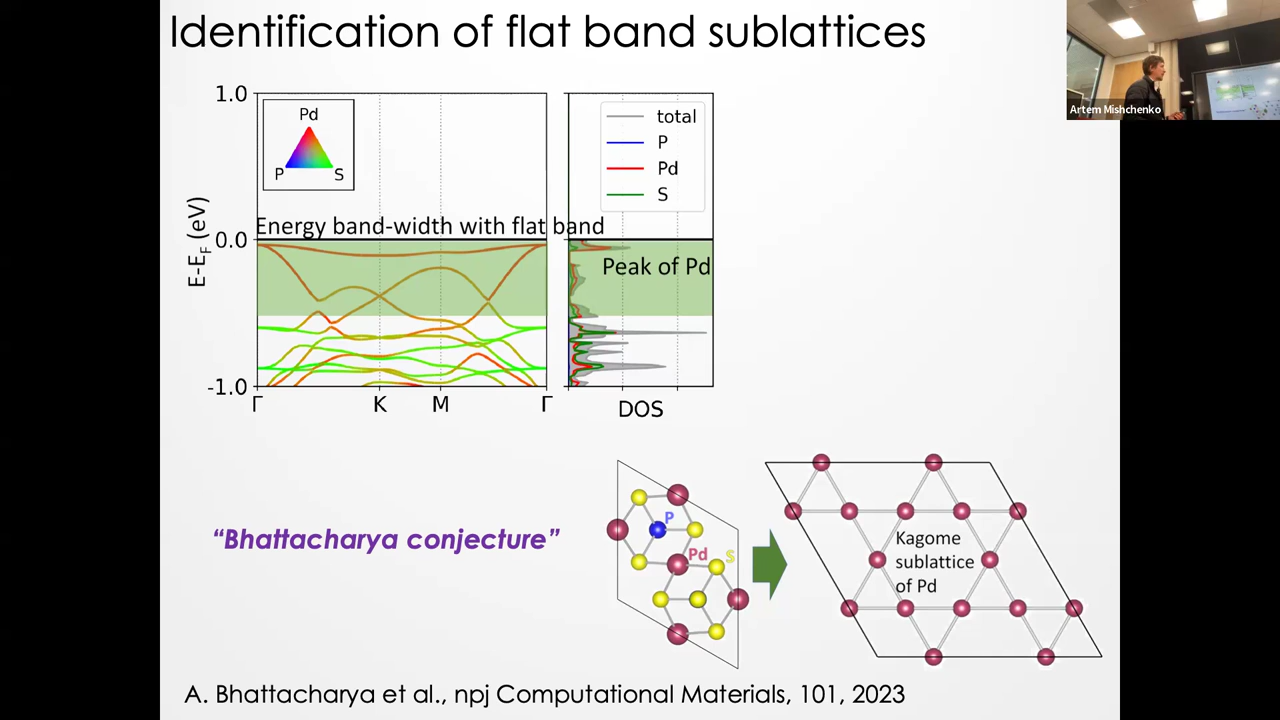 Identification of flat band sublattices
Artem Mishchenko
1.0
0.0
-1.0
E-E_F (eV)
Pd
P S
Energy band-width with flat band
Γ K M Γ
total
P
Pd
S
Peak of Pd
DOS
"Bhattacharya conjecture"
P
Pd S
Kagome
sublattice
of Pd
A. Bhattacharya et al., npj Computational Materials, 101, 2023